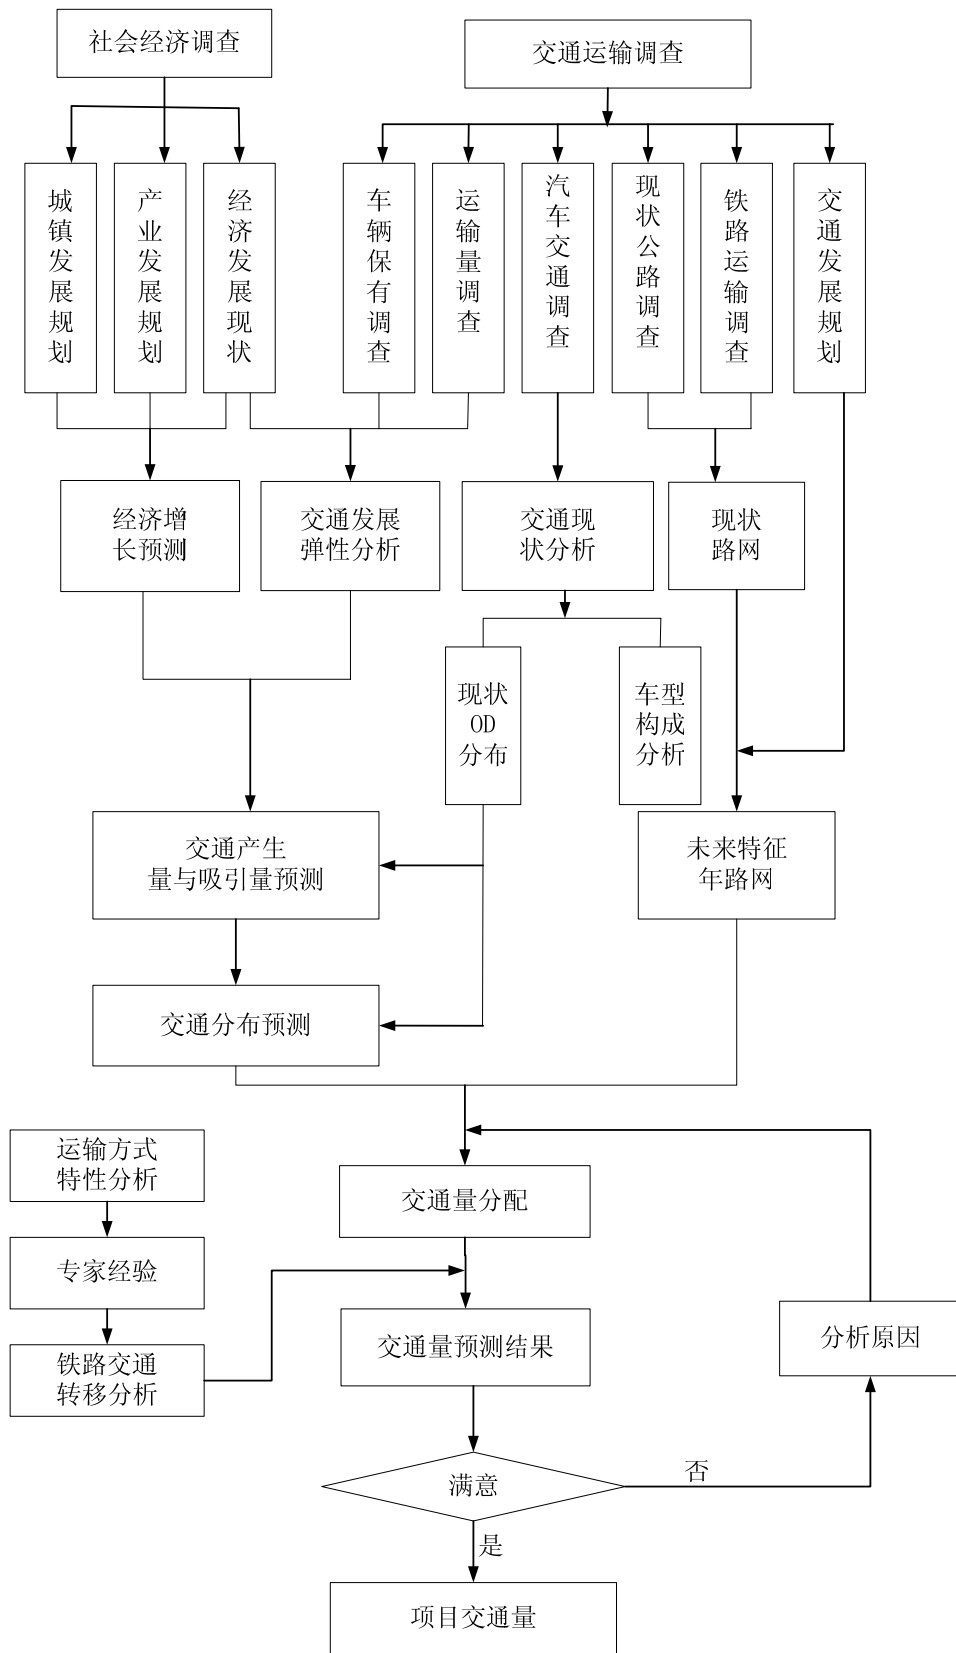 社会经济调查
交通运输调查
城镇发展规划
产业发展规划
经济发展现状
车辆保有调查
运输量调查
汽车交通调查
现状公路调查
铁路运输调查
交通发展规划
经济增
长预测
交通发展
弹性分析
交通现
状分析
现状
路网
现状
OD
分布
车型
构成
分析
交通产生
量与吸引量预测
未来特征
年路网
交通分布预测
运输方式
特性分析
交通量分配
专家经验
交通量预测结果
分析原因
铁路交通
转移分析
满意
否
是
项目交通量